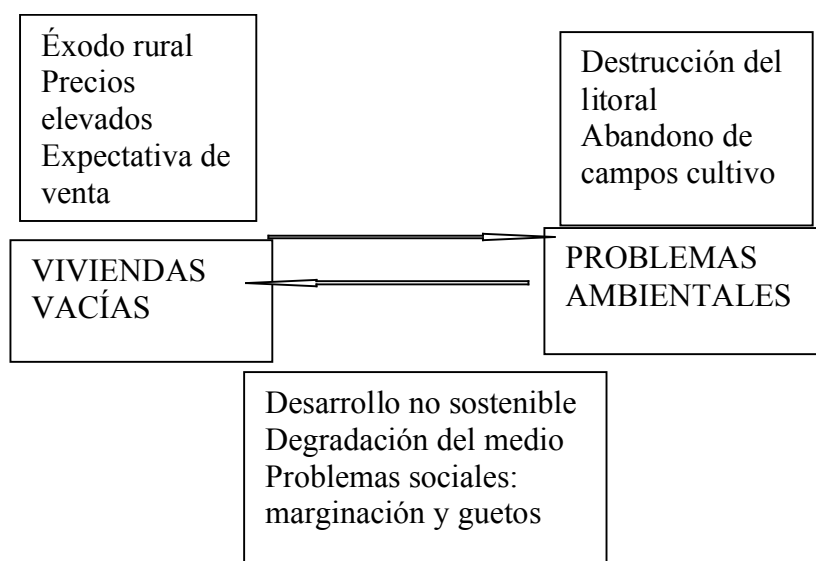 Éxodo rural
Precios
elevados
Expectativa de
venta
Destrucción del
litoral
Abandono de
campos cultivo
VIVIENDAS
VACÍAS
PROBLEMAS
AMBIENTALES
Desarrollo no sostenible
Degradación del medio
Problemas sociales:
marginación y guetos